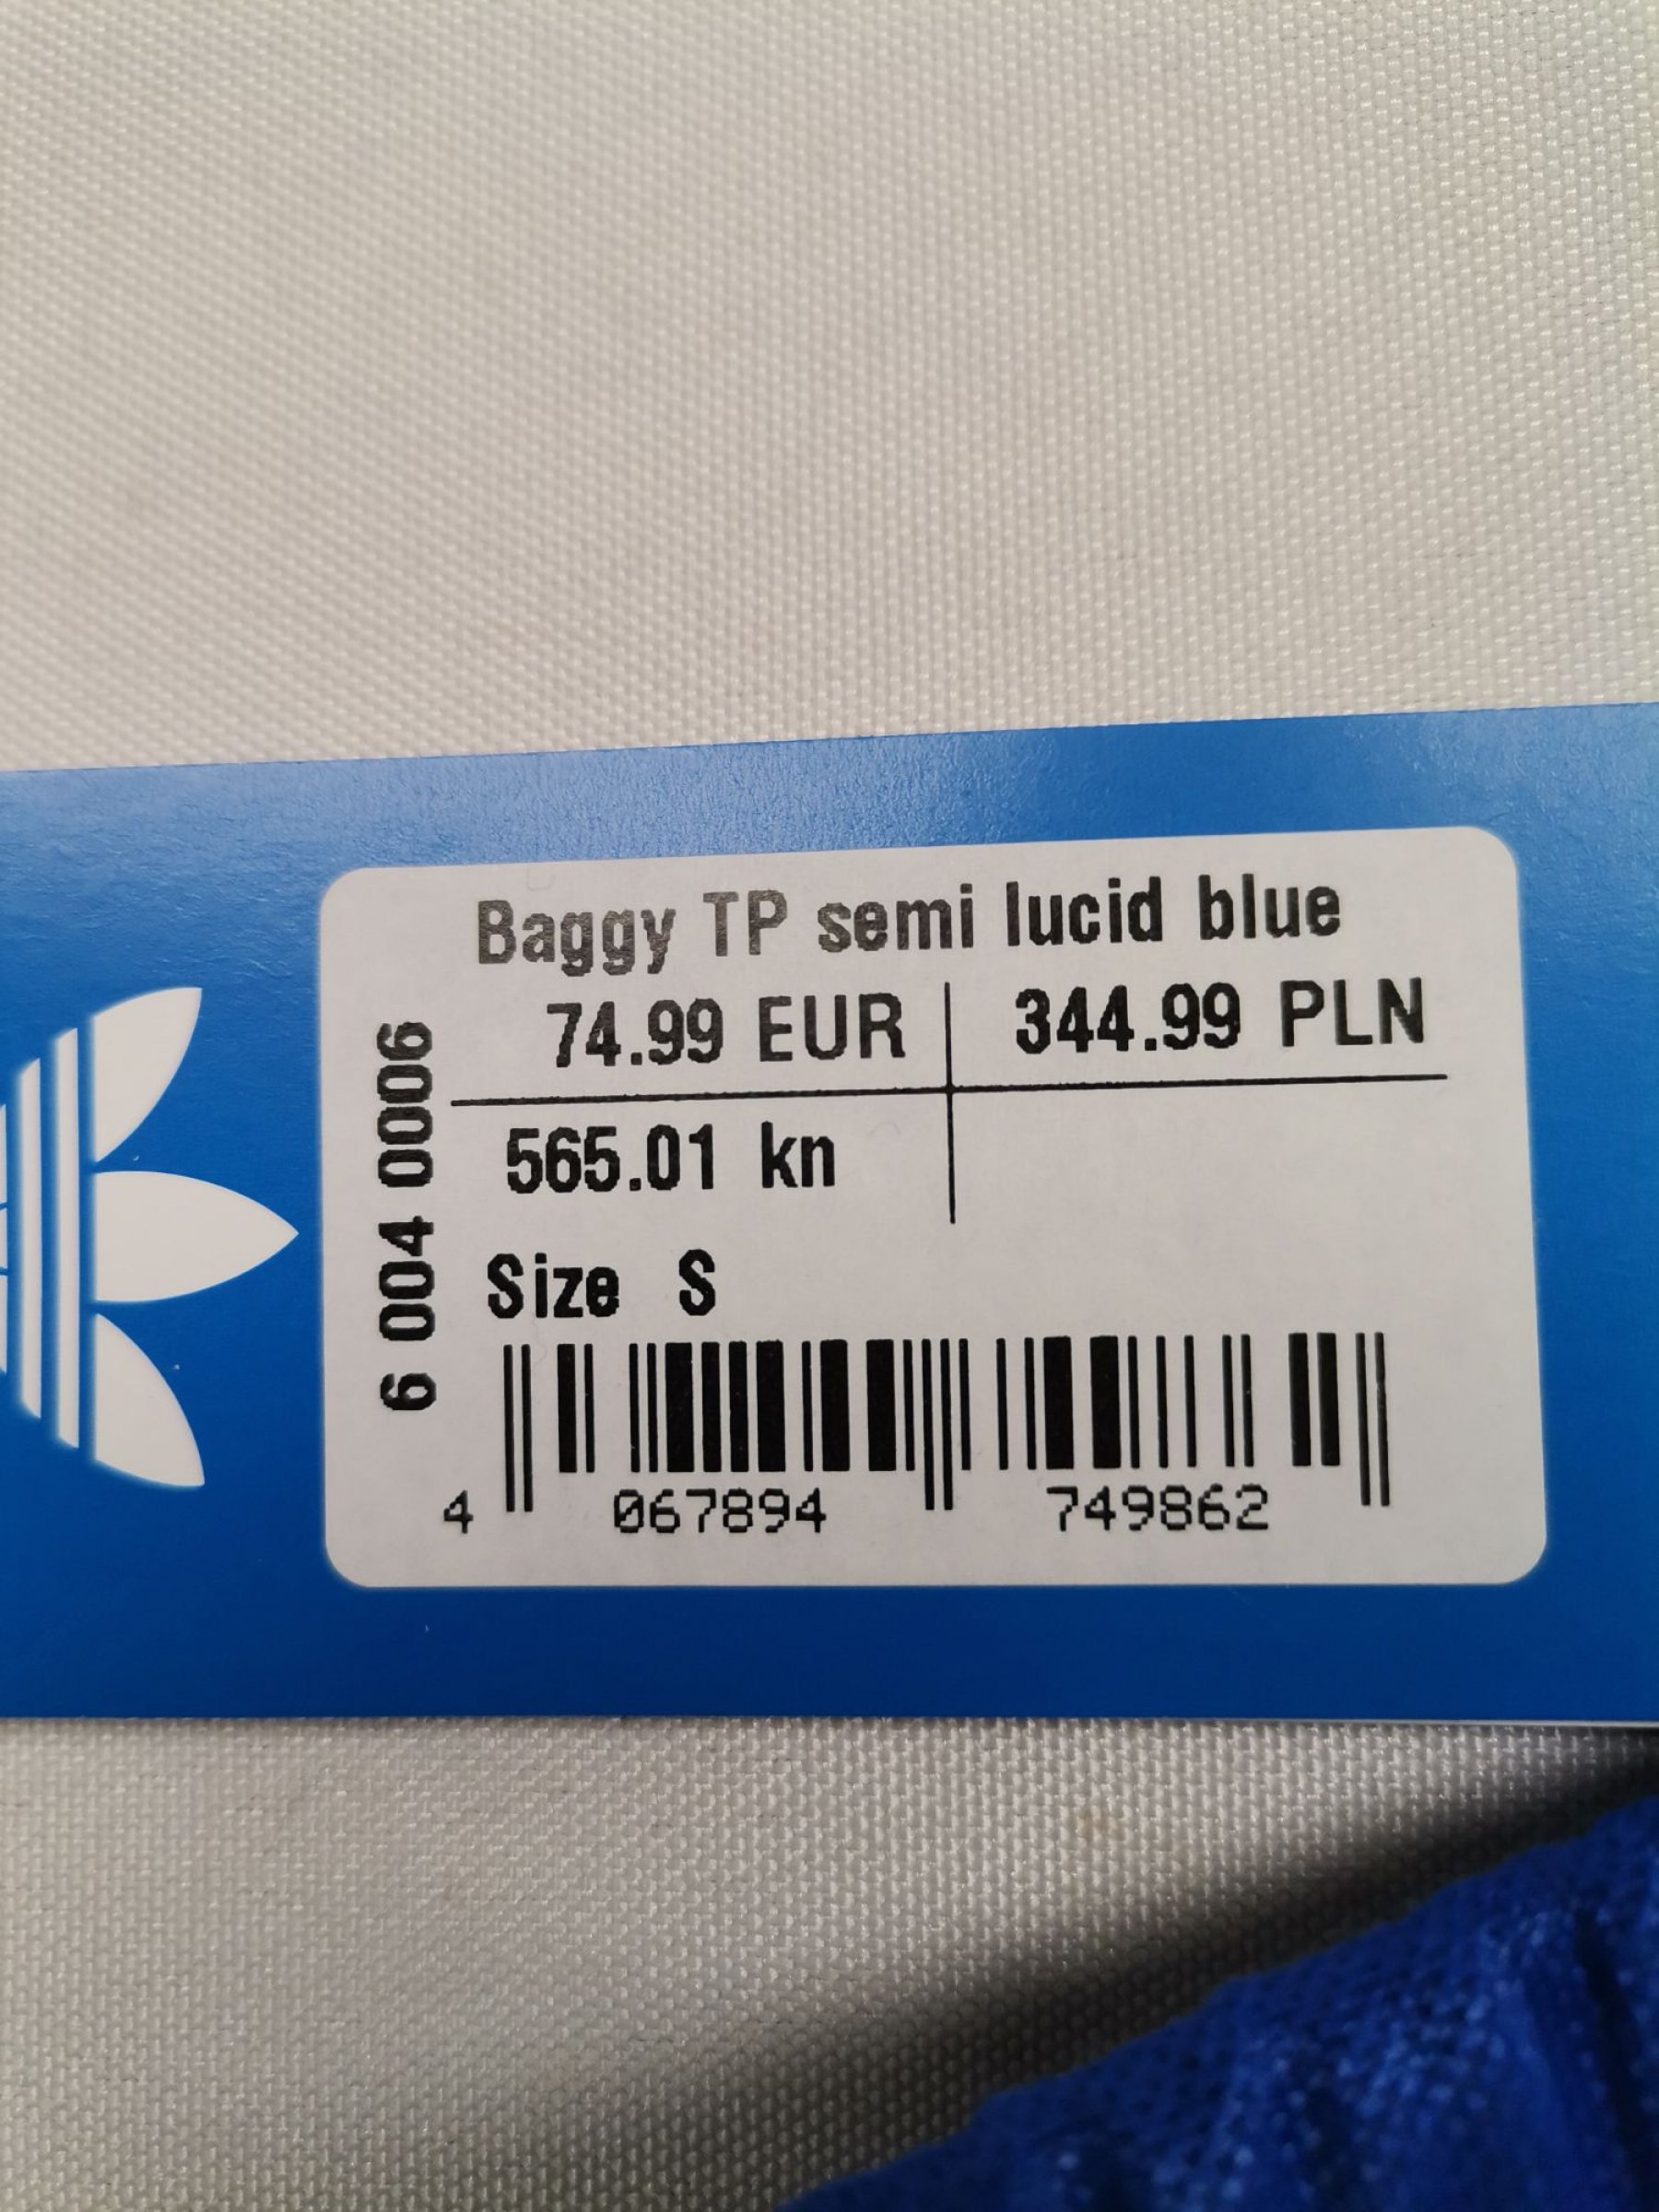 Baggy TP semi lucid blue
74.99 EUR 344.99 PLN
565.01 kn
Size S
6 004 0006
4 067894 749862